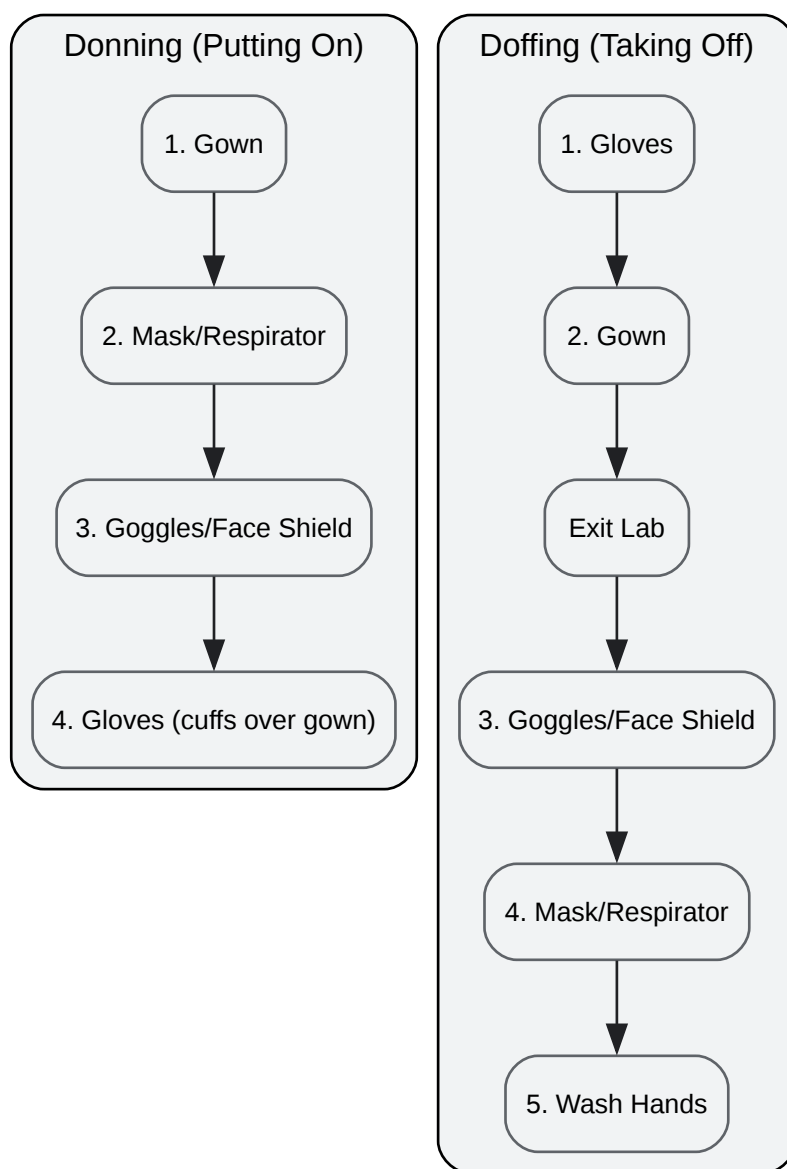 Donning (Putting On)
1. Gown
2. Mask/Respirator
3. Goggles/Face Shield
4. Gloves (cuffs over gown)
Doffing (Taking Off)
1. Gloves
2. Gown
Exit Lab
3. Goggles/Face Shield
4. Mask/Respirator
5. Wash Hands